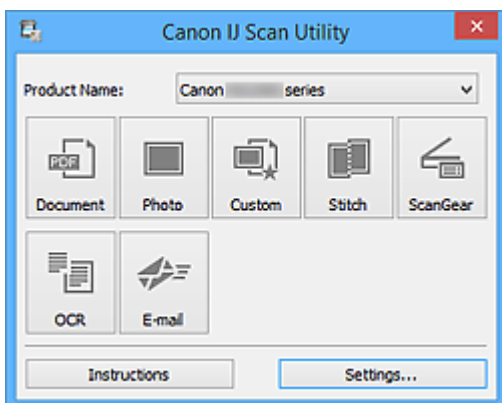 Canon IJ Scan Utility
Product Name: Canon series
PDF
Document Photo Custom Stitch ScanGear
OCR E-mail
Instructions Settings...